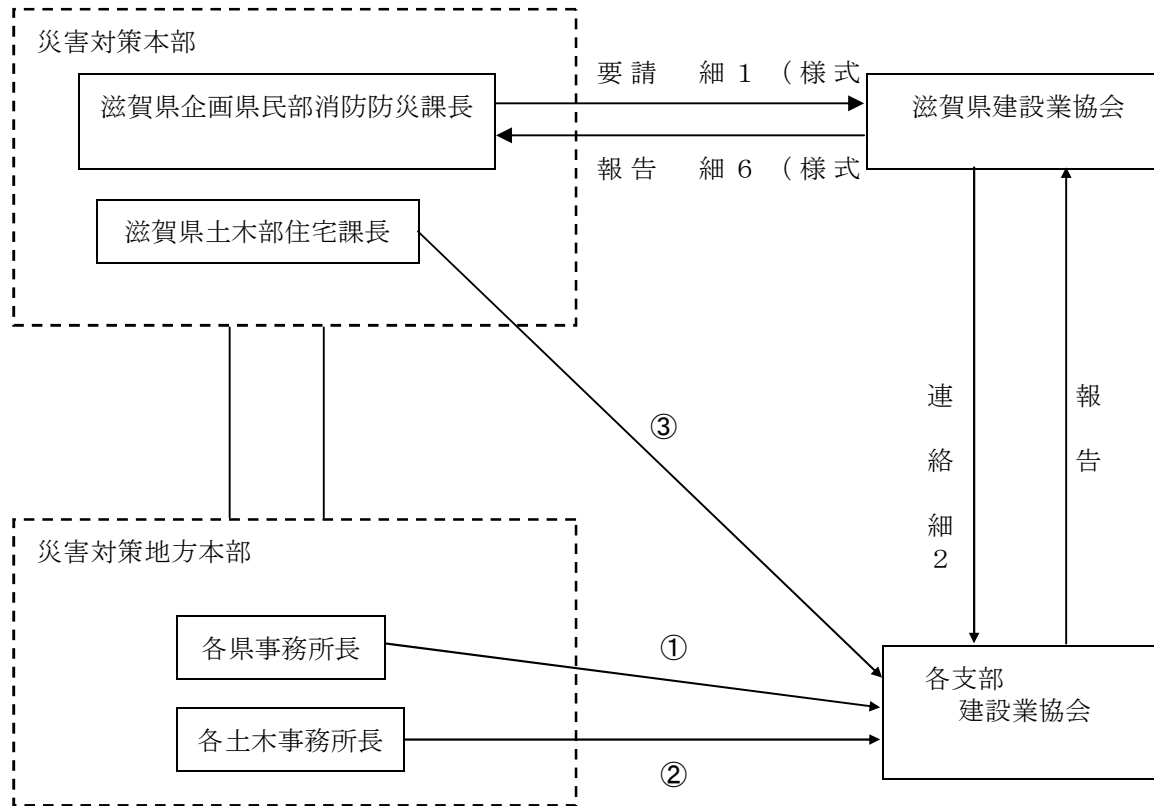 災害対策本部
滋賀県企画県民部消防防災課長
要請　細１（様式
滋賀県建設業協会
報告　細６（様式
滋賀県土木部住宅課長
③
連絡　細２
報告
災害対策地方本部
各県事務所長
①
各支部
建設業協会
各土木事務所長
②